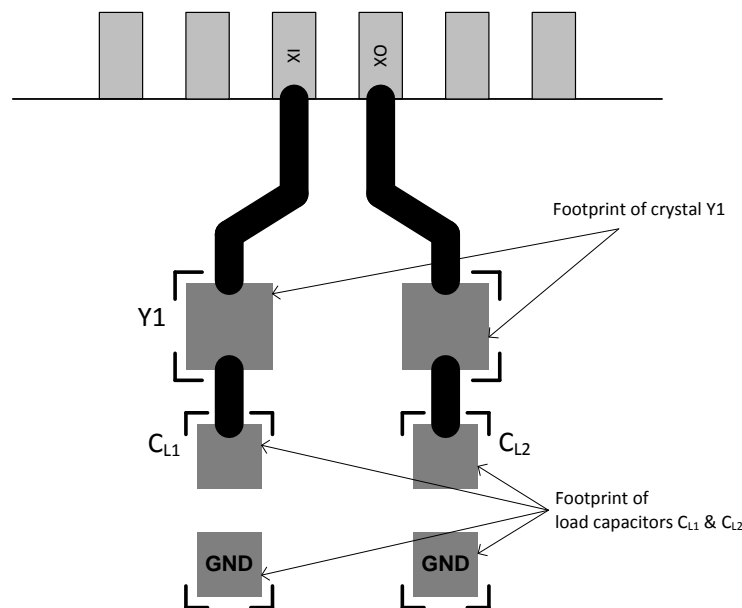 XI
XO
Footprint of crystal Y1
Y1
CL1
CL2
Footprint of
load capacitors CL1 & CL2
GND
GND